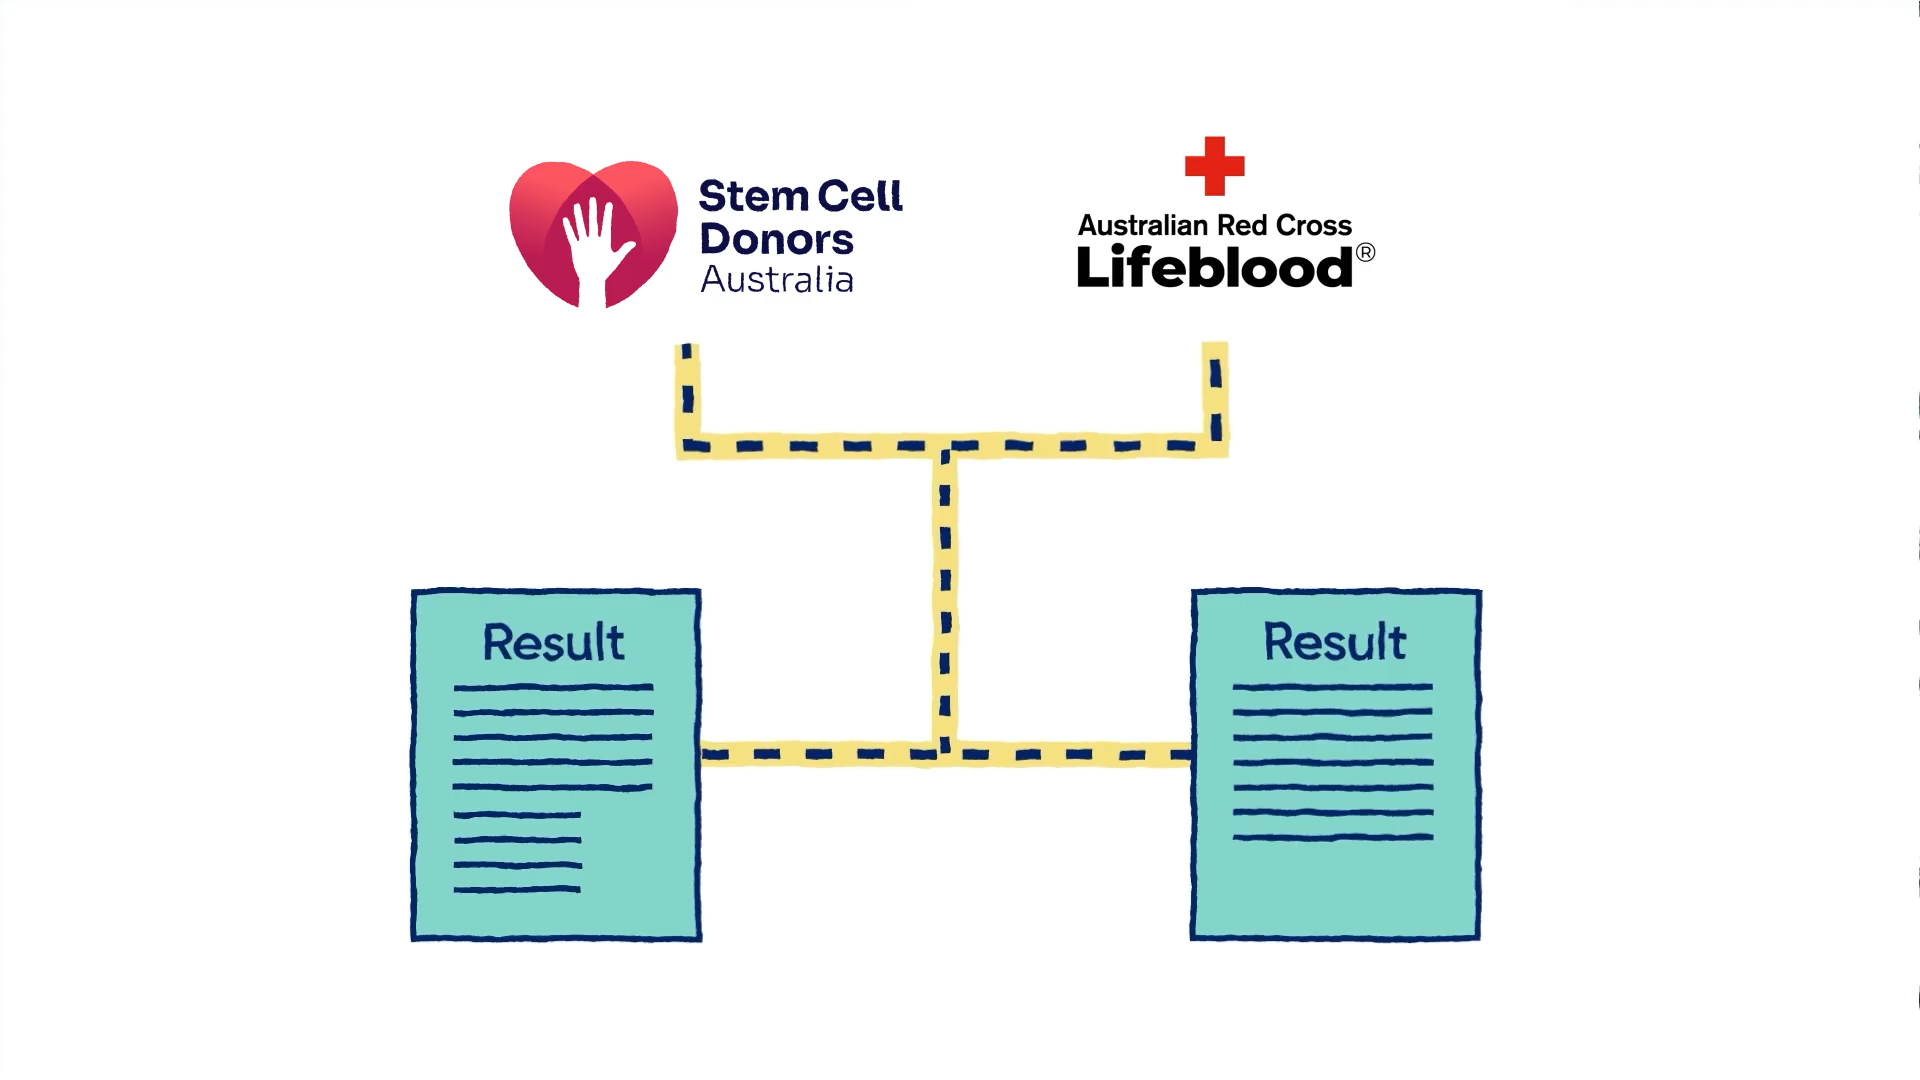 Stem Cell
Donors
Australia
Australian Red Cross
Lifeblood®
Result
Result